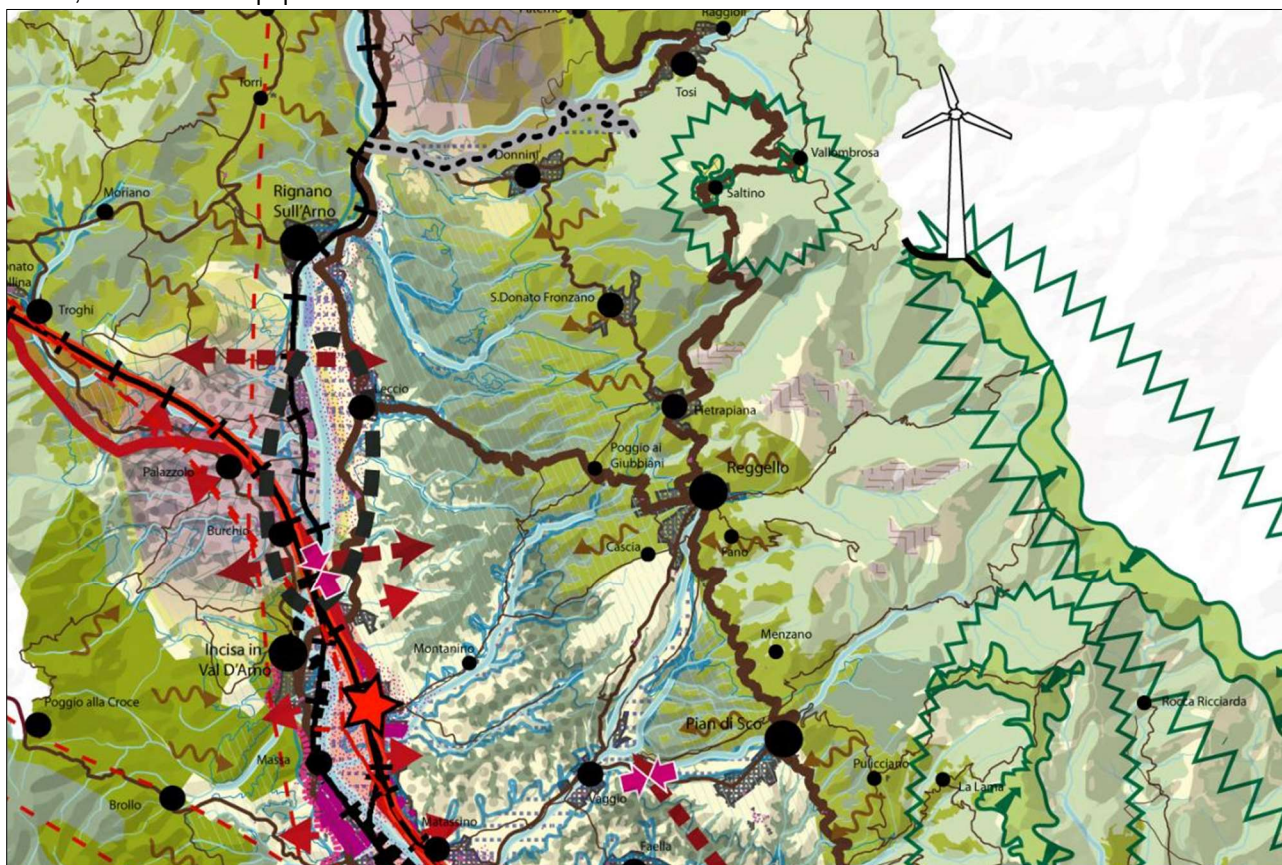 Raggioli
Tosi
Torri
Donnini
Vallombrosa
Saltino
Moriano
Rignano
Sull'Arno
S.Donato Fronzano
Troghi
Pietrapiana
Poggio ai
Giubbiani
Reggello
Palazzolo
Burchio
Cascia
Fano
Incisa in
Val D'Arno
Montanino
Menzano
Poggio alla Croce
Rocca Ricciarda
Pian di Sco'
Massa
Vaggio
Pulicciano
La Lama
Brollo
Matassino
Faella